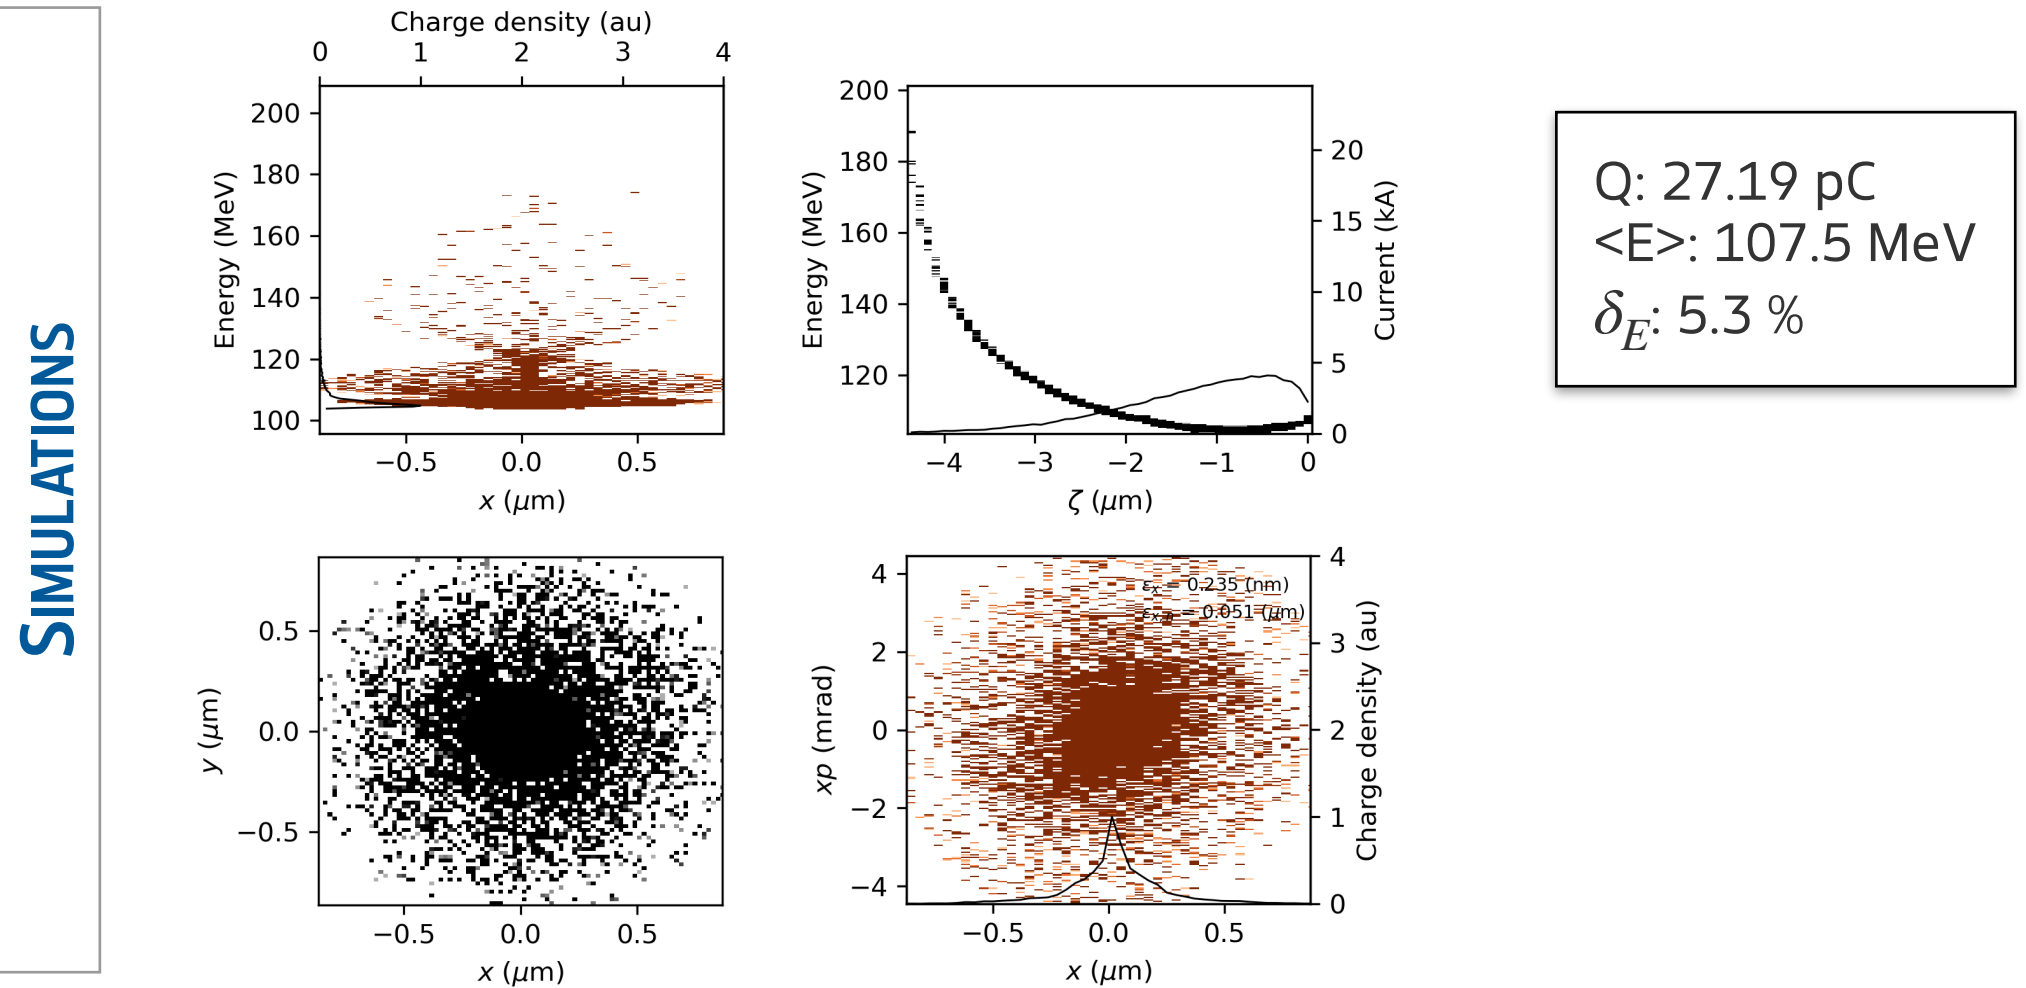 SIMULATIONS
Charge density (au)
0 1 2 3 4
200
180
160
140
120
100
Energy (MeV)
−0.5 0.0 0.5
x (μm)
200
180
160
140
120
Energy (MeV)
20
15
10
5
0
Current (kA)
−4 −3 −2 −1 0
ζ (μm)
Q: 27.19 pC
<E>: 107.5 MeV
δE: 5.3 %
0.5
0.0
−0.5
y (μm)
−0.5 0.0 0.5
x (μm)
εx = 0.235 (nm)
εx,n = 0.051 (μm)
4
2
0
−2
−4
xp (mrad)
4
3
2
1
0
Charge density (au)
−0.5 0.0 0.5
x (μm)